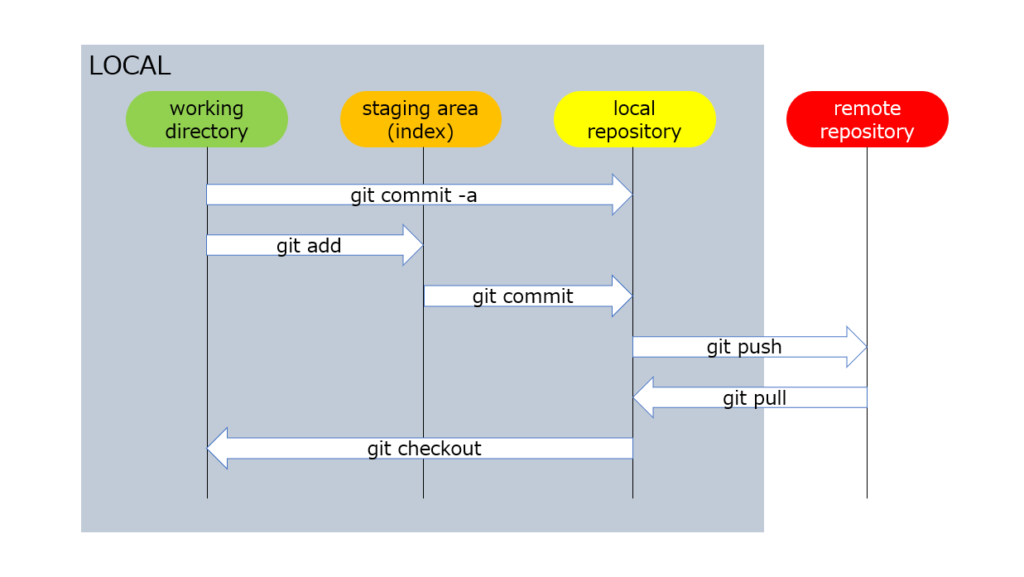 LOCAL
working
directory
staging area
(index)
local
repository
remote
repository
git commit -a
git add
git commit
git push
git pull
git checkout